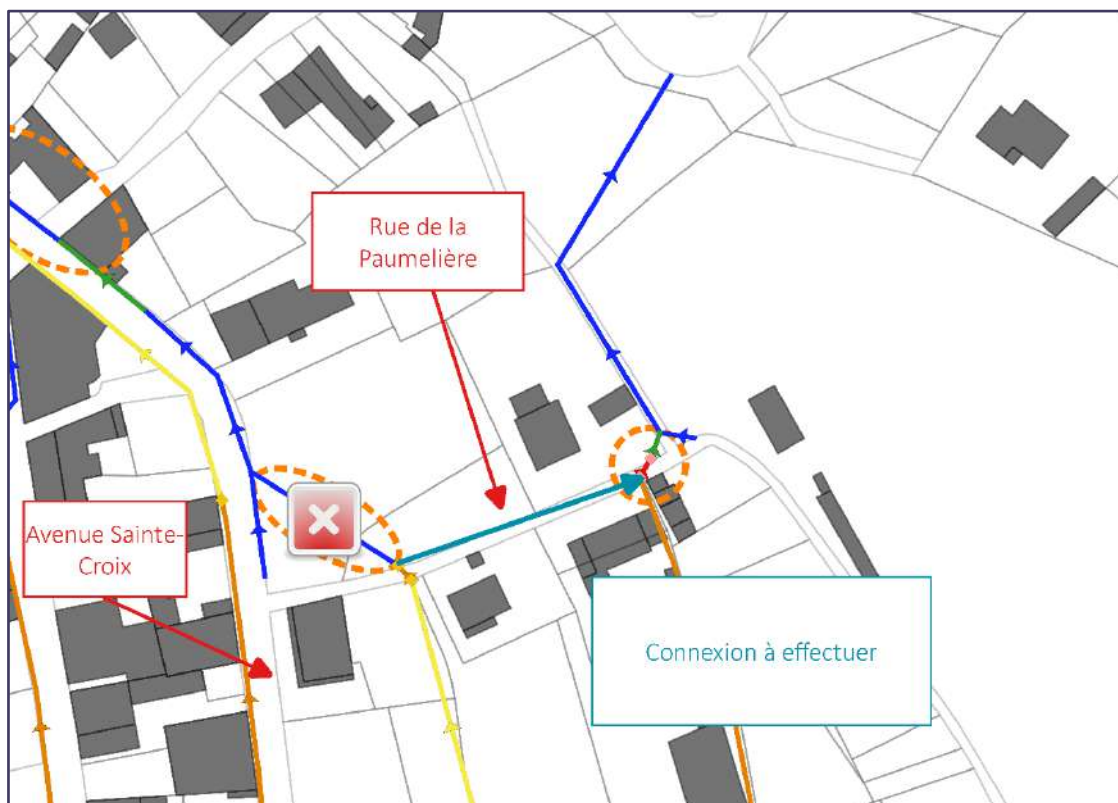 Rue de la
Paumelière
Avenue Sainte-
Croix
Connexion à effectuer